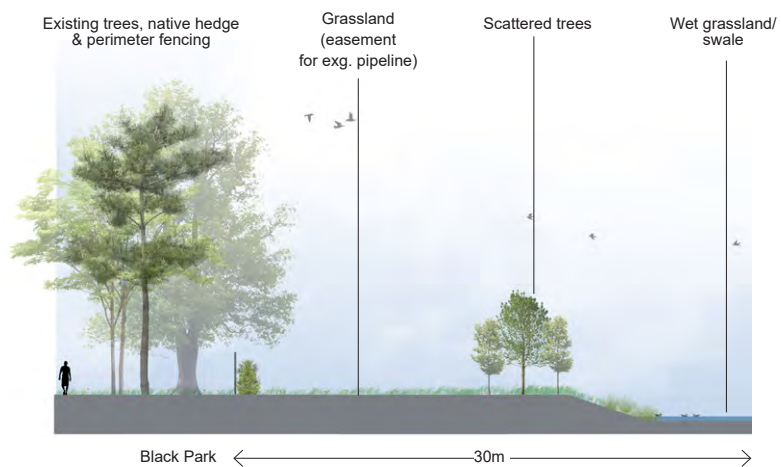 Existing trees, native hedge
& perimeter fencing
Grassland
(easement
for exg. pipeline)
Scattered trees
Wet grassland/
swale
Black Park
30m